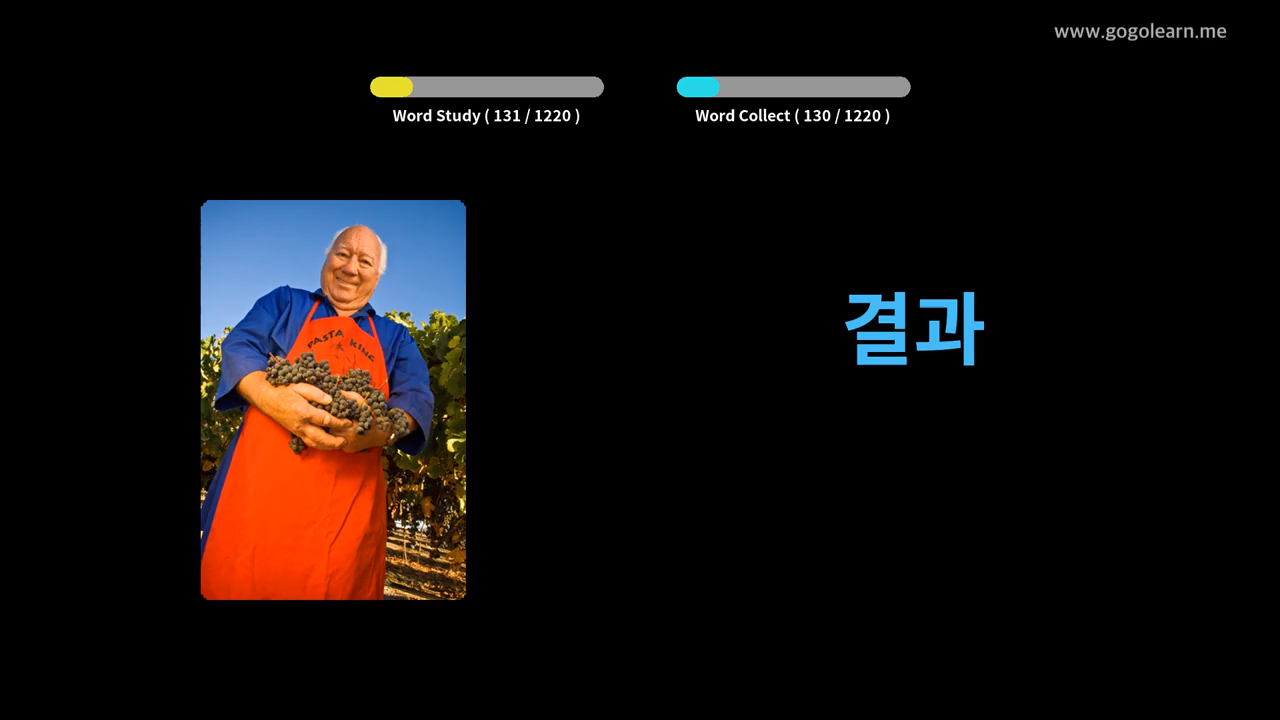 www.gogolearn.me
Word Study ( 131 / 1220 )
Word Collect ( 130 / 1220 )
PASTA KING
결과